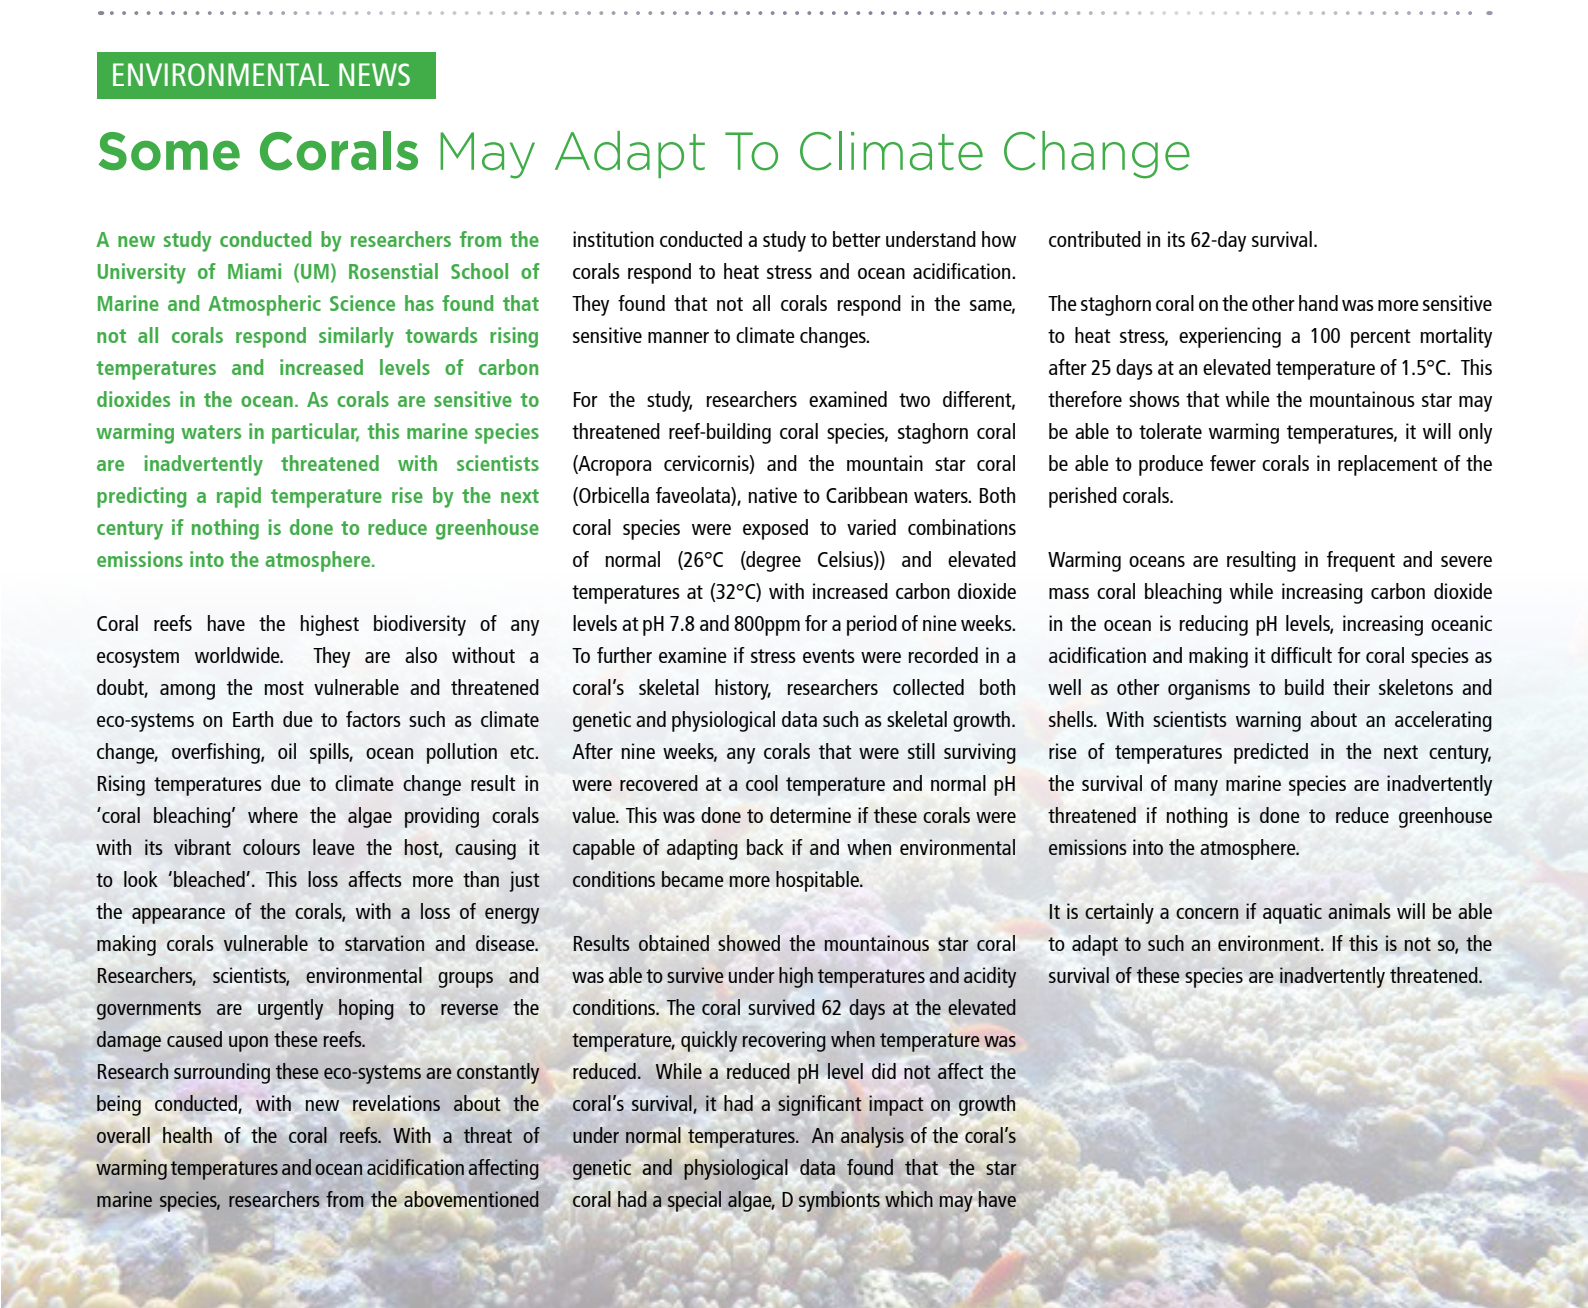 ENVIRONMENTAL NEWS
Some Corals May Adapt To Climate Change
A new study conducted by researchers from the
University of Miami (UM) Rosenstial School of
Marine and Atmospheric Science has found that
not all corals respond similarly towards rising
temperatures and increased levels of carbon
dioxides in the ocean. As corals are sensitive to
warming waters in particular, this marine species
are inadvertently threatened with scientists
predicting a rapid temperature rise by the next
century if nothing is done to reduce greenhouse
emissions into the atmosphere.
Coral reefs have the highest biodiversity of any
ecosystem worldwide. They are also without a
doubt, among the most vulnerable and threatened
eco-systems on Earth due to factors such as climate
change, overfishing, oil spills, ocean pollution etc.
Rising temperatures due to climate change result in
‘coral bleaching’ where the algae providing corals
with its vibrant colours leave the host, causing it
to look ‘bleached’. This loss affects more than just
the appearance of the corals, with a loss of energy
making corals vulnerable to starvation and disease.
Researchers, scientists, environmental groups and
governments are urgently hoping to reverse the
damage caused upon these reefs.
Research surrounding these eco-systems are constantly
being conducted, with new revelations about the
overall health of the coral reefs. With a threat of
warming temperatures and ocean acidification affecting
marine species, researchers from the abovementioned
institution conducted a study to better understand how
corals respond to heat stress and ocean acidification.
They found that not all corals respond in the same,
sensitive manner to climate changes.
For the study, researchers examined two different,
threatened reef-building coral species, staghorn coral
(Acropora cervicornis) and the mountain star coral
(Orbicella faveolata), native to Caribbean waters. Both
coral species were exposed to varied combinations
of normal (26°C (degree Celsius)) and elevated
temperatures at (32°C) with increased carbon dioxide
levels at pH 7.8 and 800ppm for a period of nine weeks.
To further examine if stress events were recorded in a
coral’s skeletal history, researchers collected both
genetic and physiological data such as skeletal growth.
After nine weeks, any corals that were still surviving
were recovered at a cool temperature and normal pH
value. This was done to determine if these corals were
capable of adapting back if and when environmental
conditions became more hospitable.
Results obtained showed the mountainous star coral
was able to survive under high temperatures and acidity
conditions. The coral survived 62 days at the elevated
temperature, quickly recovering when temperature was
reduced. While a reduced pH level did not affect the
coral’s survival, it had a significant impact on growth
under normal temperatures. An analysis of the coral’s
genetic and physiological data found that the star
coral had a special algae, D symbionts which may have
contributed in its 62-day survival.
The staghorn coral on the other hand was more sensitive
to heat stress, experiencing a 100 percent mortality
after 25 days at an elevated temperature of 1.5°C. This
therefore shows that while the mountainous star may
be able to tolerate warming temperatures, it will only
be able to produce fewer corals in replacement of the
perished corals.
Warming oceans are resulting in frequent and severe
mass coral bleaching while increasing carbon dioxide
in the ocean is reducing pH levels, increasing oceanic
acidification and making it difficult for coral species as
well as other organisms to build their skeletons and
shells. With scientists warning about an accelerating
rise of temperatures predicted in the next century,
the survival of many marine species are inadvertently
threatened if nothing is done to reduce greenhouse
emissions into the atmosphere.
It is certainly a concern if aquatic animals will be able
to adapt to such an environment. If this is not so, the
survival of these species are inadvertently threatened.